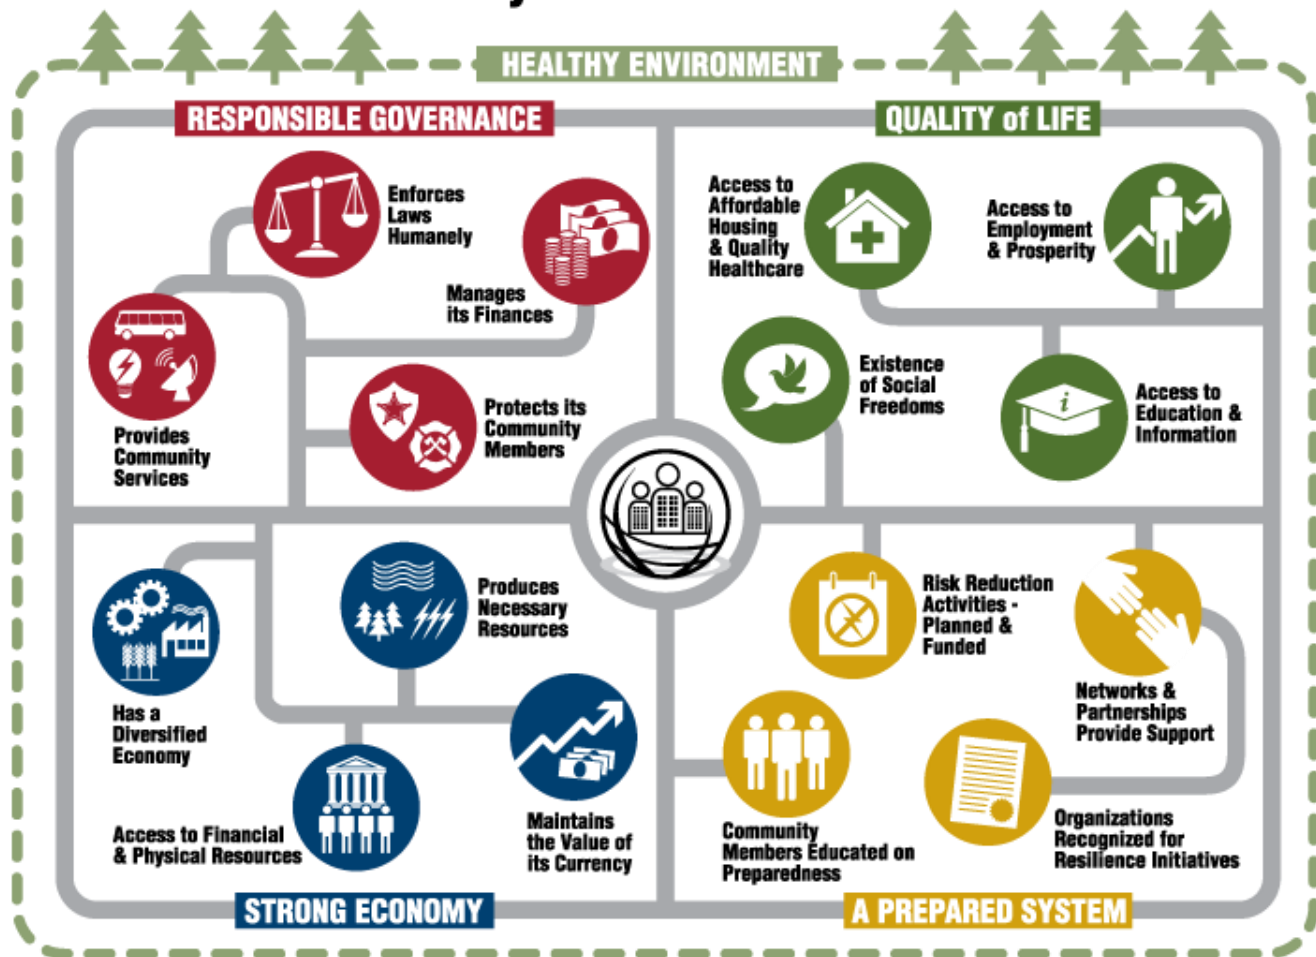 HEALTHY ENVIRONMENT
RESPONSIBLE GOVERNANCE
Enforces
Laws
Humanely
Manages
its Finances
Provides
Community
Services
Protects its
Community
Members
QUALITY of LIFE
Access to
Affordable
Housing
& Quality
Healthcare
Access to
Employment
& Prosperity
Existence
of Social
Freedoms
i
Access to
Education &
Information
Has a
Diversified
Economy
Produces
Necessary
Resources
Access to Financial
& Physical Resources
Maintains
the Value of
its Currency
STRONG ECONOMY
Risk Reduction
Activities -
Planned &
Funded
Networks &
Partnerships
Provide Support
Community
Members Educated on
Preparedness
Organizations
Recognized for
Resilience Initiatives
A PREPARED SYSTEM